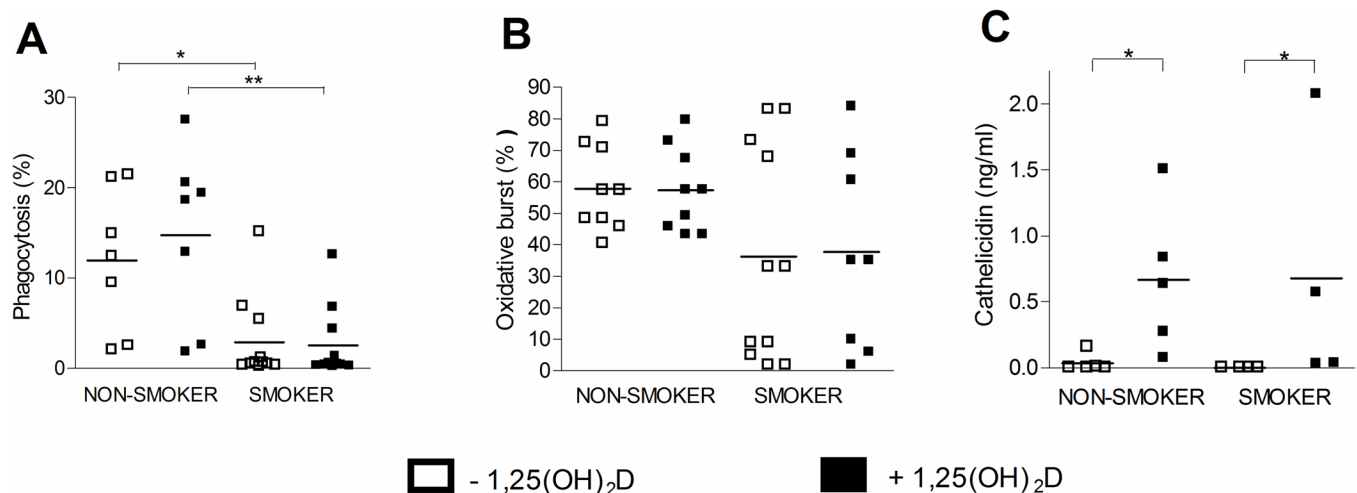 A
*
**
30
20
10
0
Phagocytosis (%)
NON-SMOKER SMOKER
B
90
80
70
60
50
40
30
20
10
0
Oxidative burst (% )
NON-SMOKER SMOKER
C
* *
2.0
1.5
1.0
0.5
0.0
Cathelicidin (ng/ml)
NON-SMOKER SMOKER
- 1,25(OH)₂D + 1,25(OH)₂D